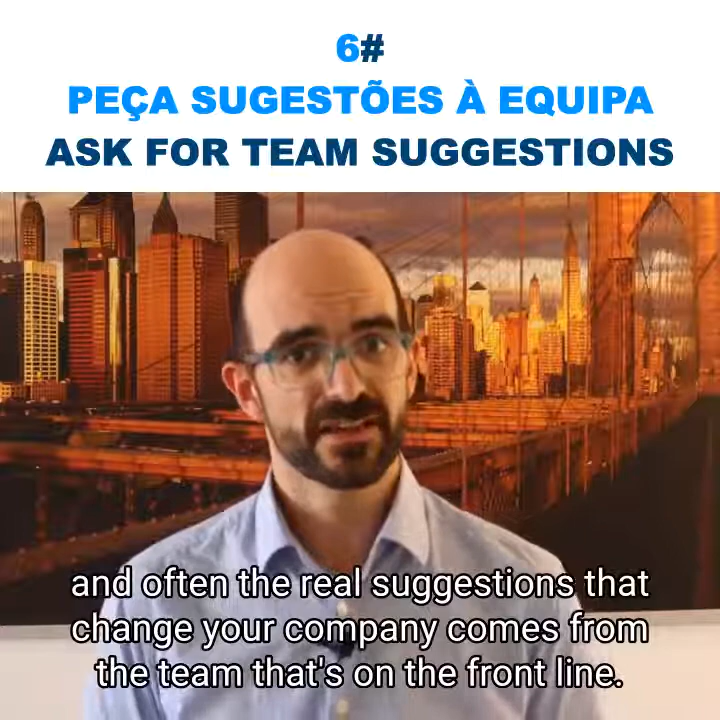 6#
PEÇA SUGESTÕES À EQUIPA
ASK FOR TEAM SUGGESTIONS
and often the real suggestions that
change your company comes from
the team that's on the front line.